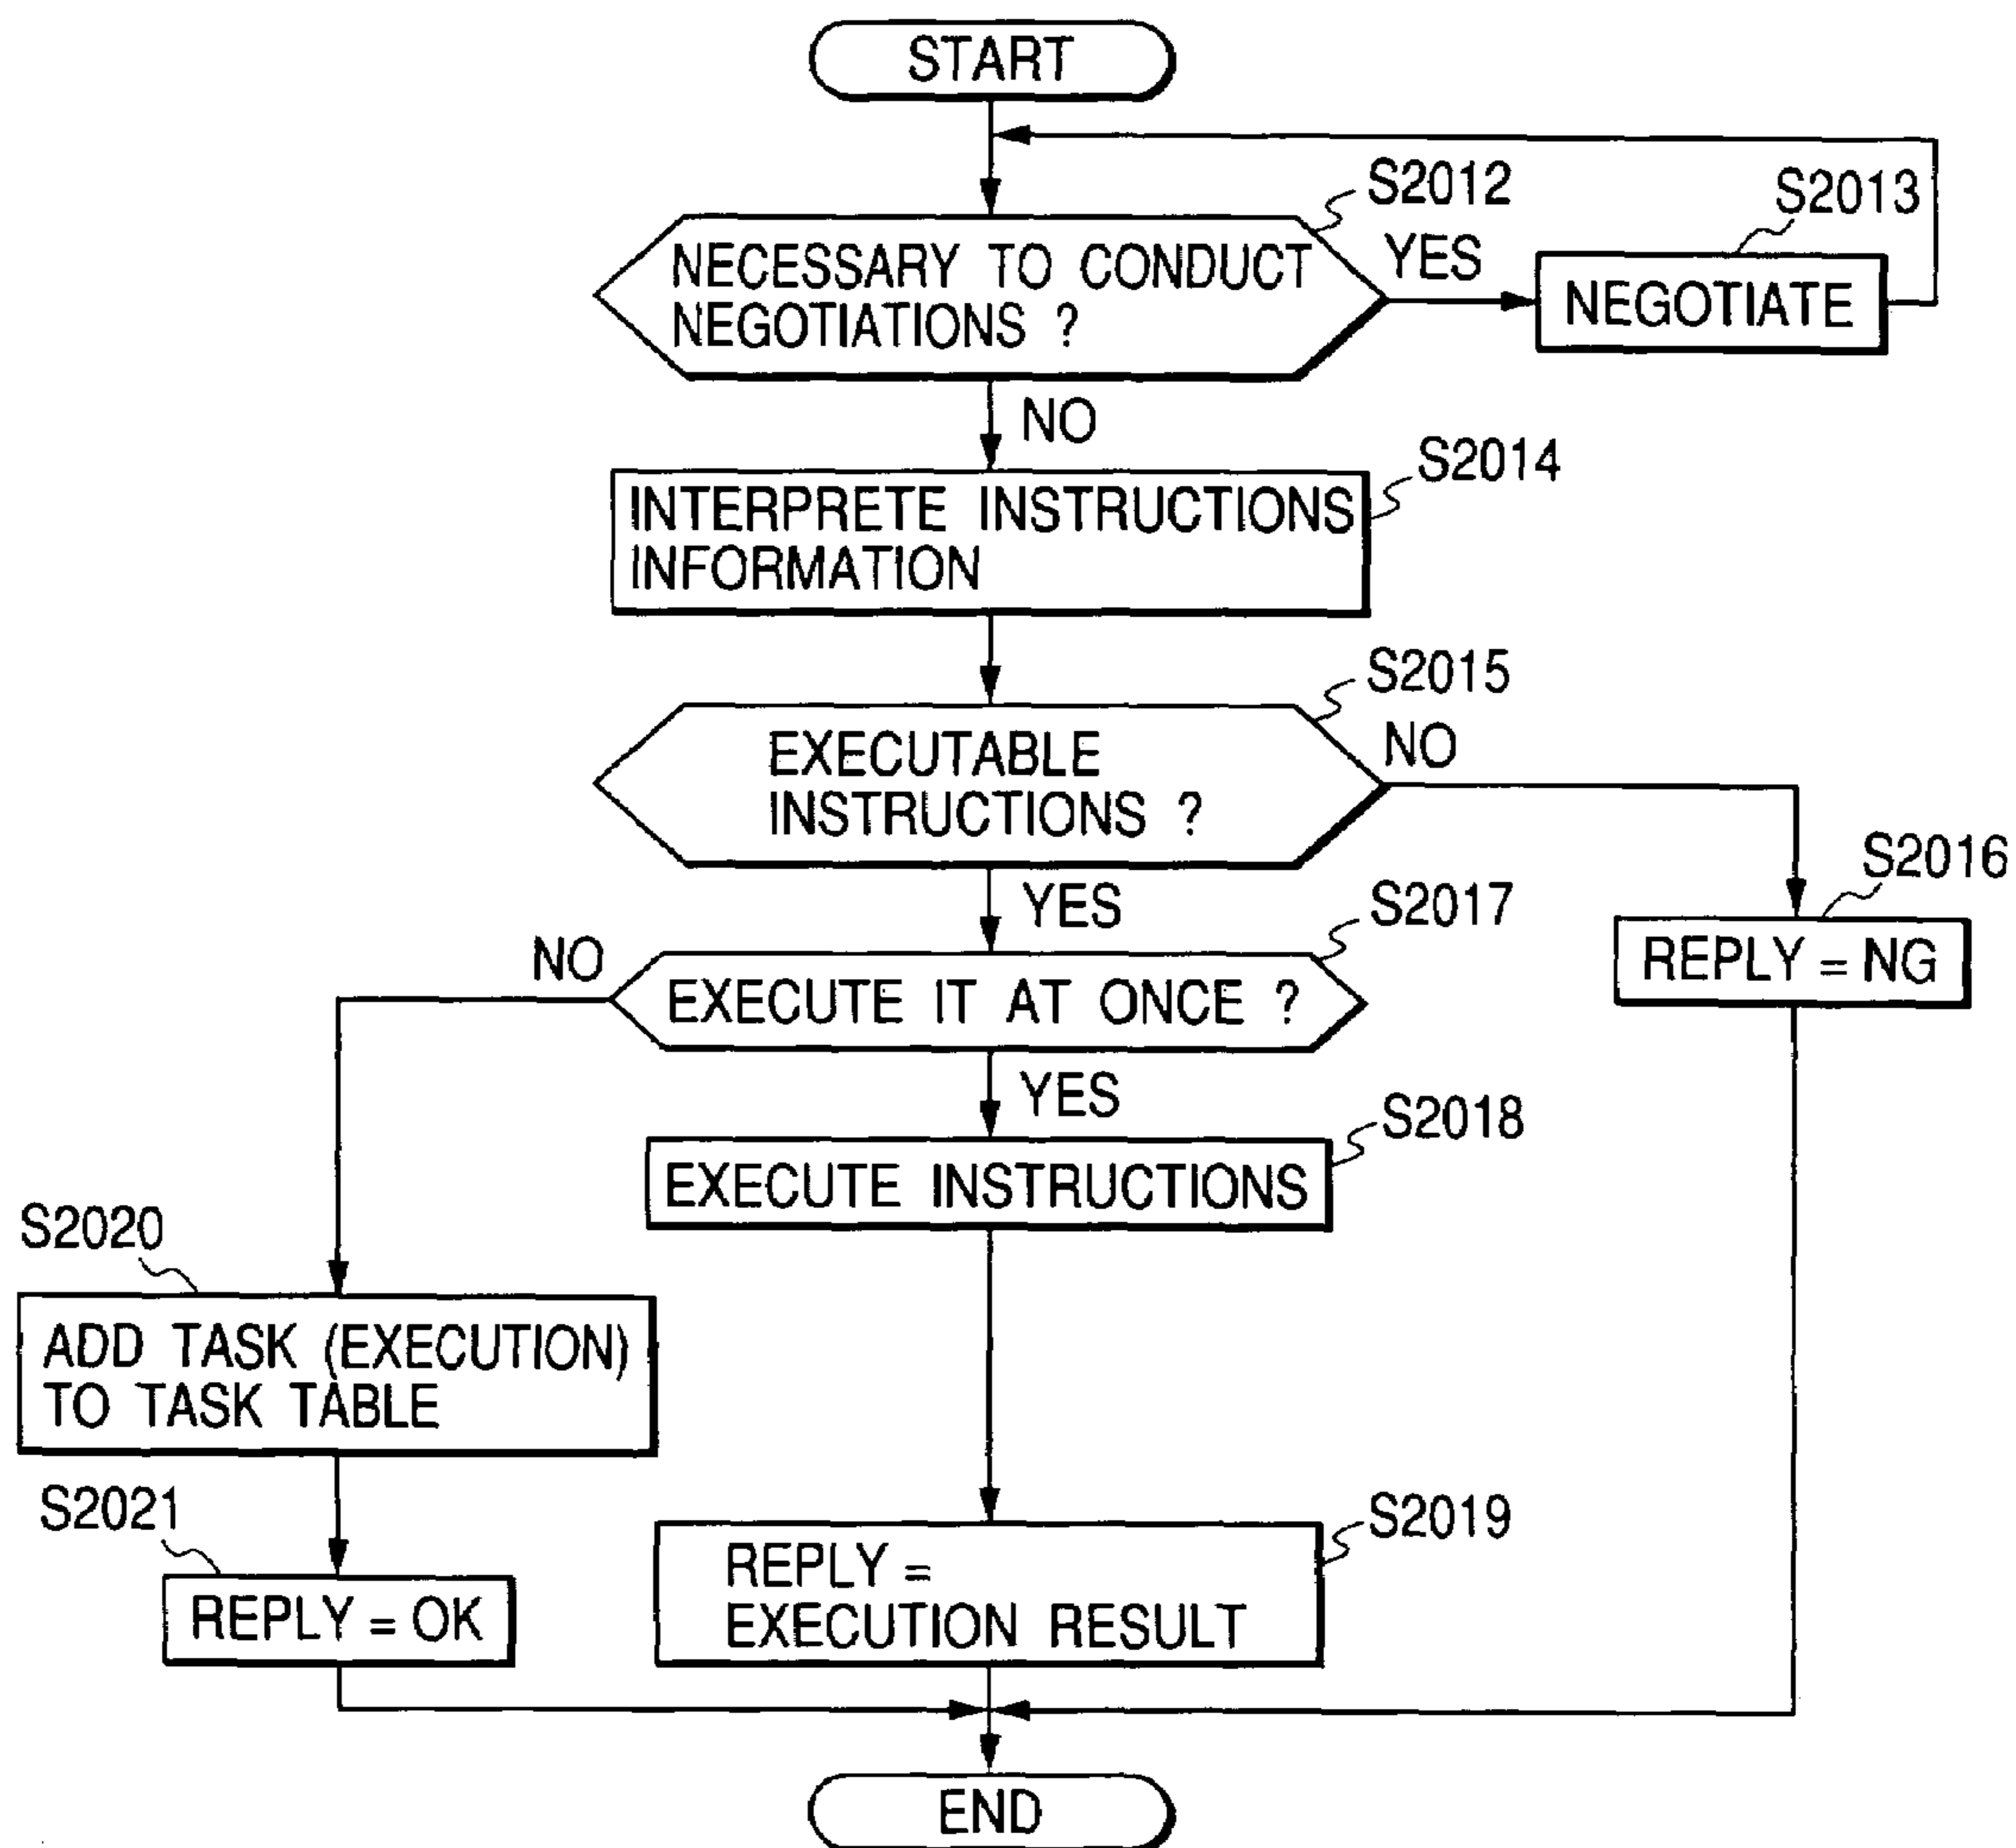 START
S2012
S2013
NECESSARY TO CONDUCT
NEGOTIATIONS ?
YES
NEGOTIATE
NO
S2014
INTERPRETE INSTRUCTIONS
INFORMATION
S2015
EXECUTABLE
INSTRUCTIONS ?
NO
S2016
YES
S2017
REPLY = NG
NO
EXECUTE IT AT ONCE ?
YES
S2018
EXECUTE INSTRUCTIONS
S2020
ADD TASK (EXECUTION)
TO TASK TABLE
S2021
S2019
REPLY = OK
REPLY =
EXECUTION RESULT
END